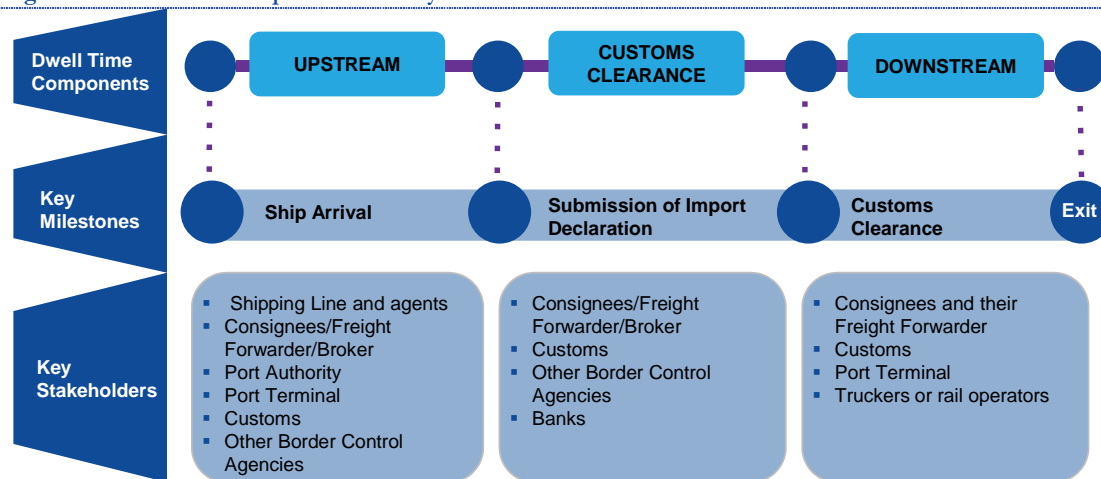 Dwell Time
Components
UPSTREAM
CUSTOMS
CLEARANCE
DOWNSTREAM
Key
Milestones
Ship Arrival
Submission of Import
Declaration
Customs
Clearance
Exit
Key
Stakeholders
▪ Shipping Line and agents
▪ Consignees/Freight
Forwarder/Broker
▪ Port Authority
▪ Port Terminal
▪ Customs
▪ Other Border Control
Agencies
▪ Consignees/Freight
Forwarder/Broker
▪ Customs
▪ Other Border Control
Agencies
▪ Banks
▪ Consignees and their
Freight Forwarder
▪ Customs
▪ Port Terminal
▪ Truckers or rail operators